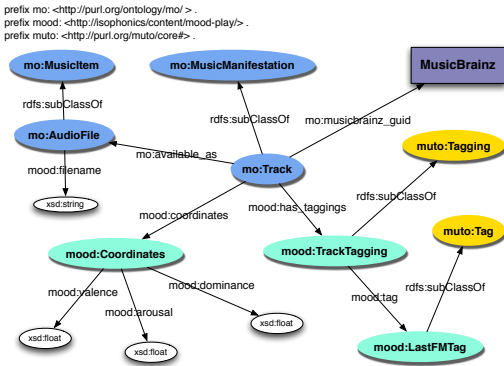 prefix mo: <http://purl.org/ontology/mo/> .
prefix mood: <http://isophonics/content/mood-play/> .
prefix muto: <http://purl.org/muto/core#> .
mo:MusicItem
mo:MusicManifestation
MusicBrainz
rdfs:subClassOf
rdfs:subClassOf
mo:musicbrainz_guid
mo:AudioFile
mo:available_as
muto:Tagging
mood:filename
mo:Track
rdfs:subClassOf
xsd:string
mood:coordinates
mood:has_taggings
muto:Tag
mood:Coordinates
mood:TrackTagging
rdfs:subClassOf
mood:valence
mood:dominance
mood:arousal
mood:tag
xsd:float
xsd:float
xsd:float
mood:LastFMTag